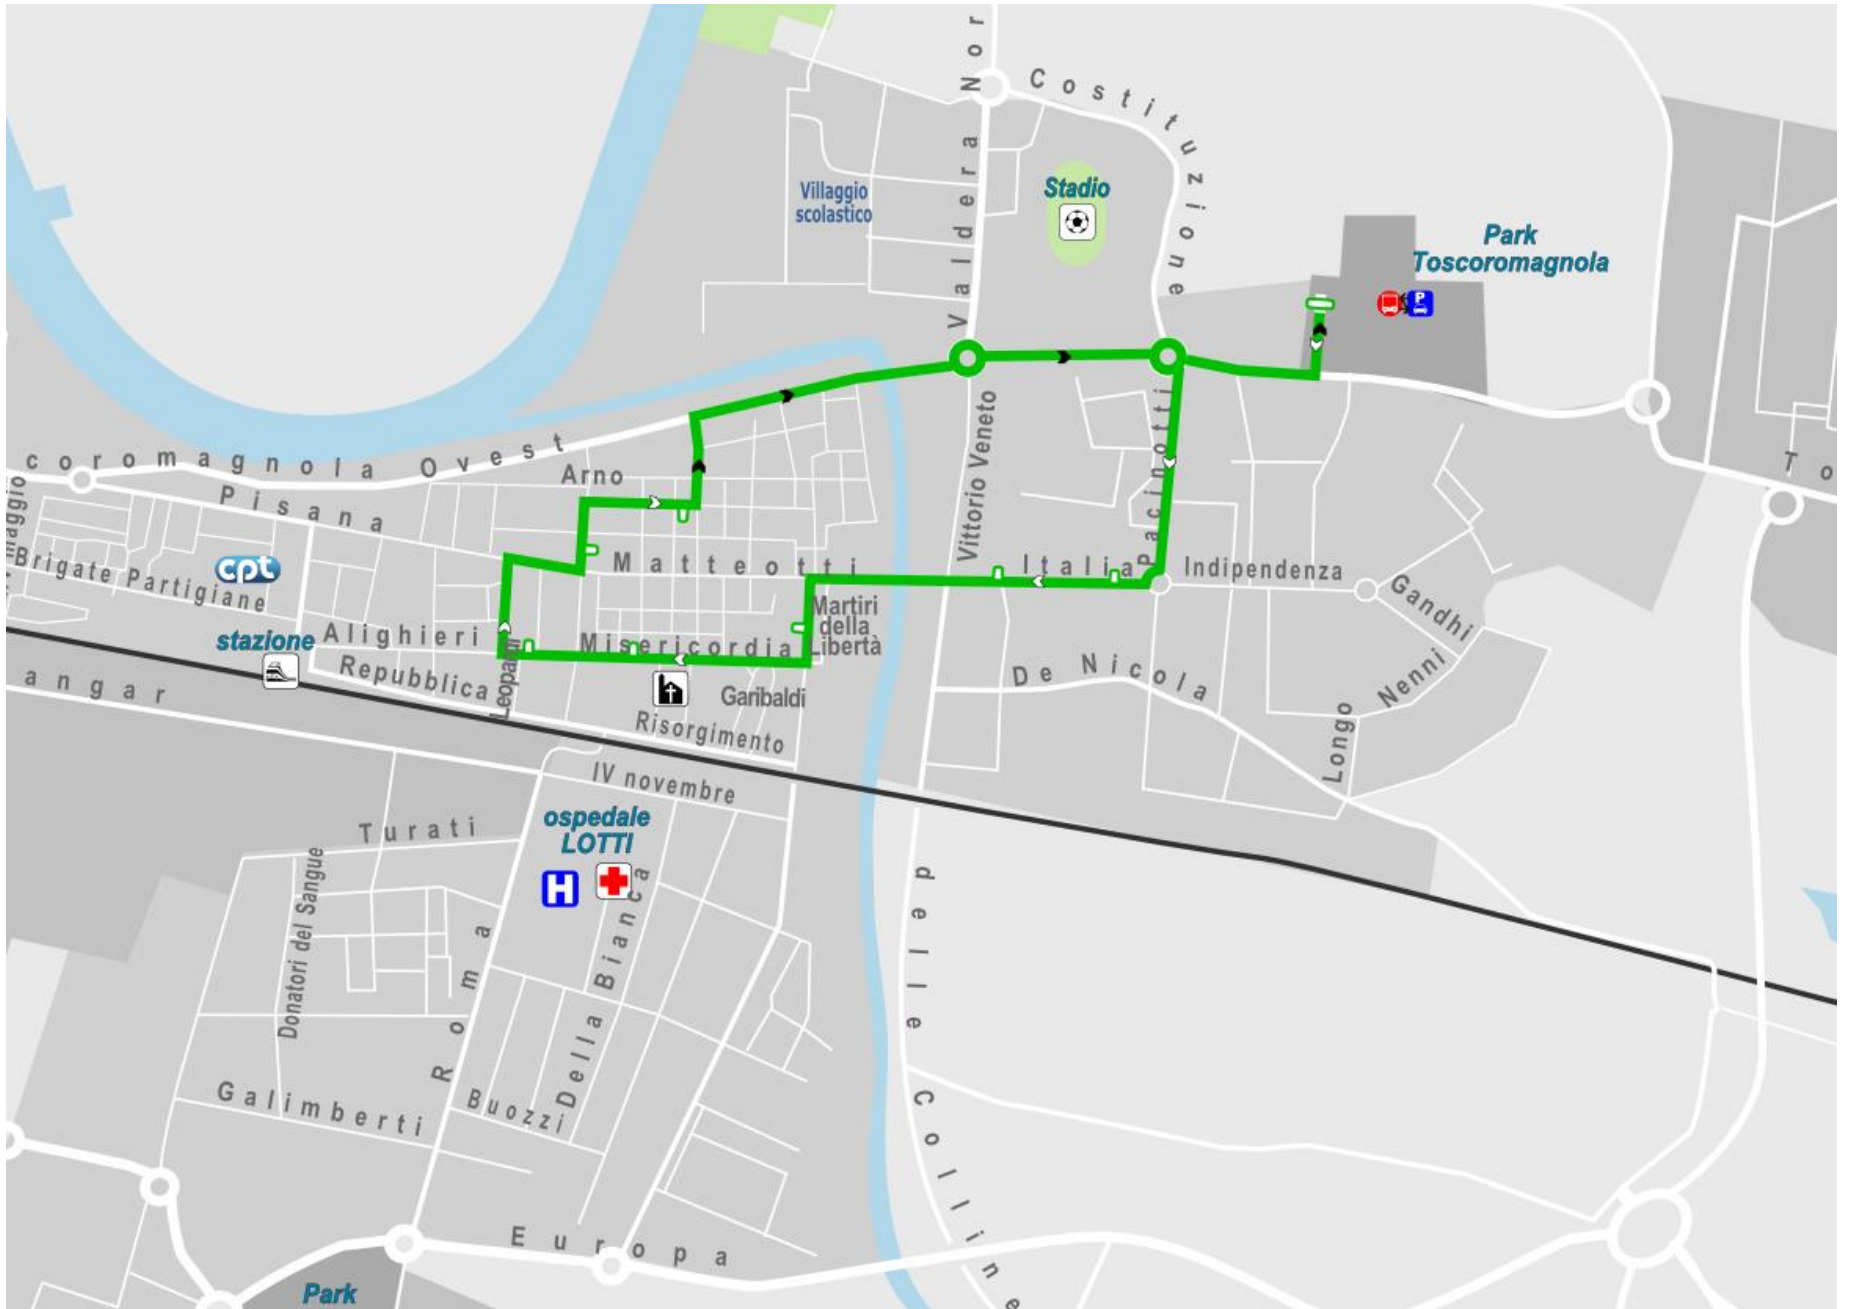 Valdera Nor
Costituzione
Stadio
Villaggio
scolastico
Park
Toscoromagnola
P
coromagnola Ovest
Arno
Pisana
Vittorio Veneto
Pacinotti
To
cpt
Brigate Partigiane
Matteotti
Italia
Indipendenza
Gandhi
Martiri
della
Libertà
stazione
Alighieri
Misericordia
Repubblica
Leopardi
Garibaldi
Risorgimento
De Nicola
Nenni
Longo
angar
IV novembre
ospedale
LOTTI
H
Turati
Donatori del Sangue
Roma
Della Bianca
delle Colline
Galimberti
Buozzi
Europa
Park